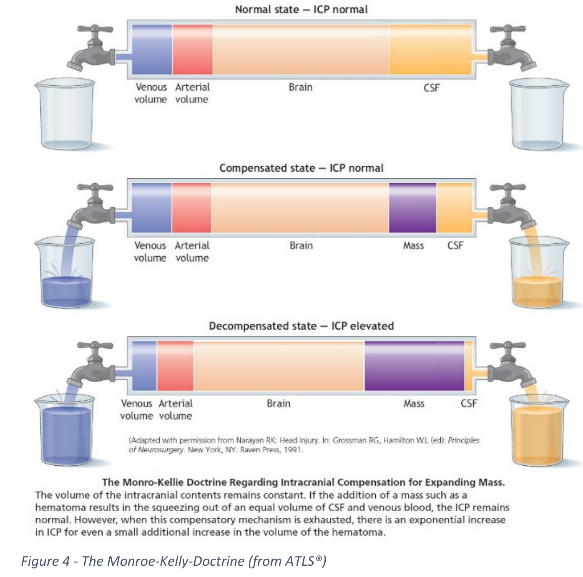 Normal state — ICP normal
Venous volume
Arterial volume
Brain
CSF
Compensated state — ICP normal
Venous volume
Arterial volume
Brain
Mass
CSF
Decompensated state — ICP elevated
Venous volume
Arterial volume
Brain
Mass
CSF
(Adapted with permission from Narayan RK: Head Injury. In: Grossman RG, Hamilton WJ, (ed): Principles
of Neurosurgery. New York, NY: Raven Press, 1991.
The Monro-Kellie Doctrine Regarding Intracranial Compensation for Expanding Mass.
The volume of the intracranial contents remains constant. If the addition of a mass such as a
hematoma results in the squeezing out of an equal volume of CSF and venous blood, the ICP remains
normal. However, when this compensatory mechanism is exhausted, there is an exponential increase
in ICP for even a small additional increase in the volume of the hematoma.
Figure 4 - The Monroe-Kelly-Doctrine (from ATLS®)